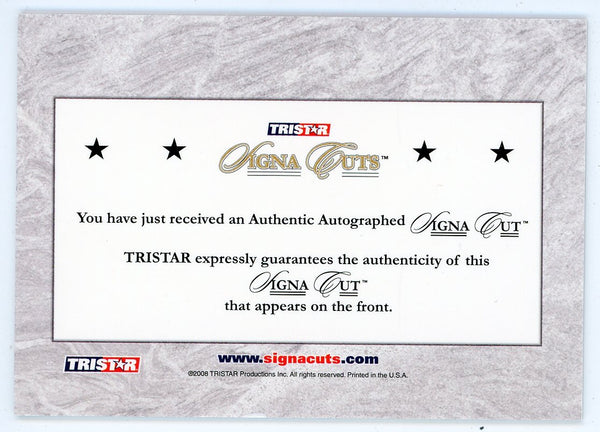 TRISTAR
SIGNA CUTS™
You have just received an Authentic Autographed SIGNA CUT™
TRISTAR expressly guarantees the authenticity of this
SIGNA CUT™
that appears on the front.
TRISTAR
www.signacuts.com
©2008 TRISTAR Productions Inc. All rights reserved. Printed in the U.S.A.